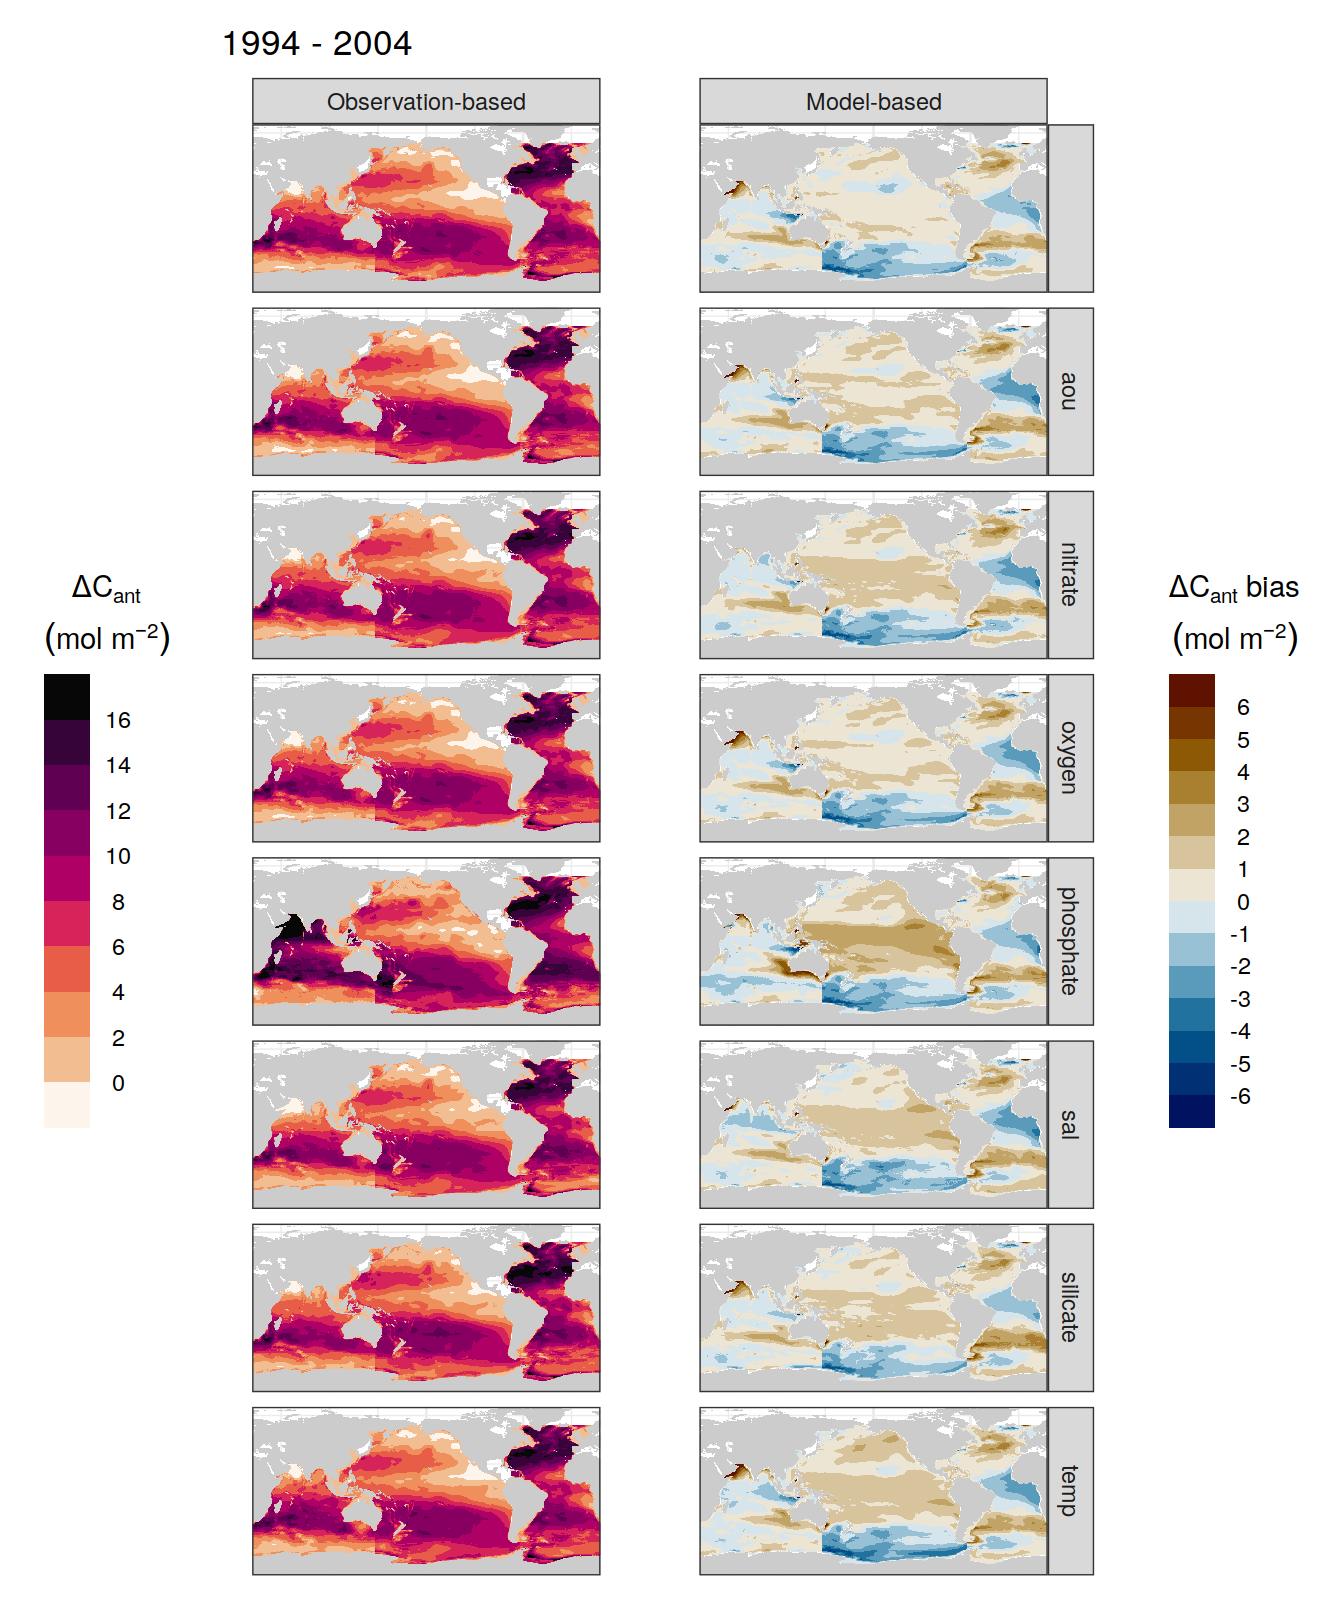 1994 - 2004
Observation-based
Model-based
aou
nitrate
oxygen
phosphate
sal
silicate
temp
ΔCant
(mol m−2)
16
14
12
10
8
6
4
2
0
ΔCant bias
(mol m−2)
6
5
4
3
2
1
0
-1
-2
-3
-4
-5
-6